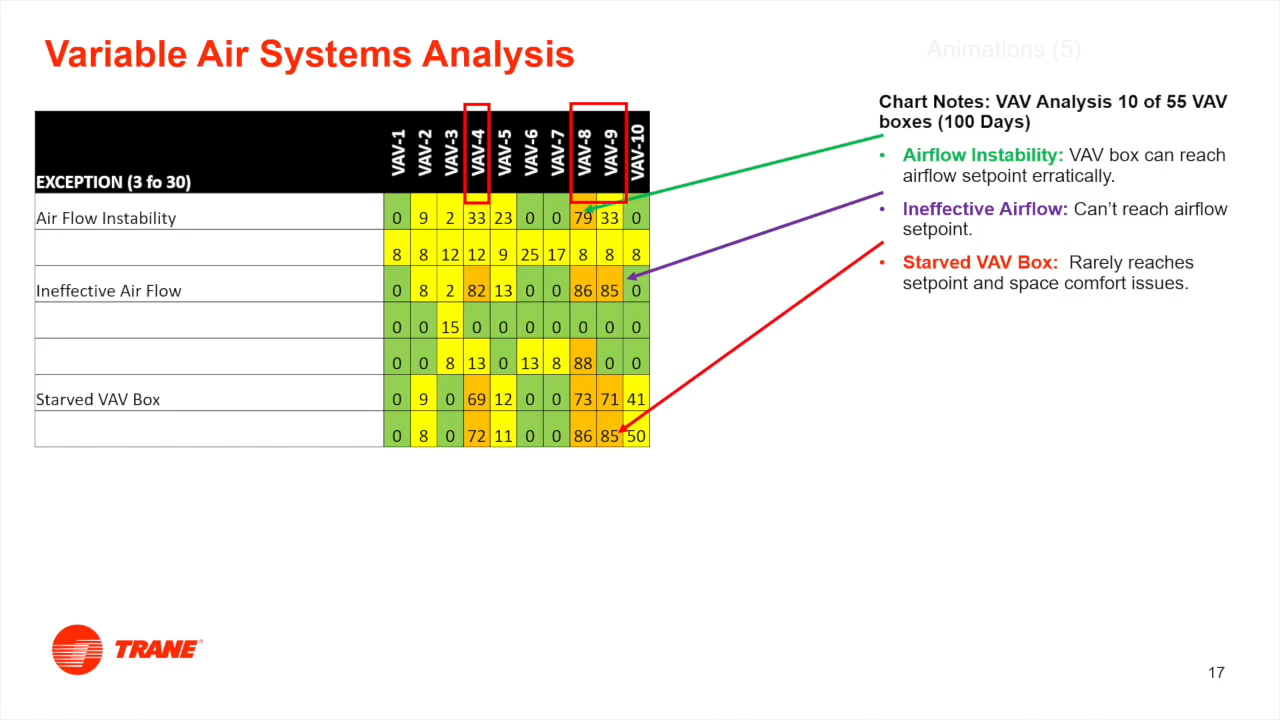 Variable Air Systems Analysis
Animations (5)
EXCEPTION (3 fo 30) VAV-1 VAV-2 VAV-3 VAV-4 VAV-5 VAV-6 VAV-7 VAV-8 VAV-9 VAV-10
Air Flow Instability 0 9 2 33 23 0 0 79 33 0
8 8 12 12 9 25 17 8 8 8
Ineffective Air Flow 0 8 2 82 13 0 0 86 85 0
0 0 15 0 0 0 0 0 0 0
0 0 8 13 0 13 8 88 0 0
Starved VAV Box 0 9 0 69 12 0 0 73 71 41
0 8 0 72 11 0 0 86 85 50
Chart Notes: VAV Analysis 10 of 55 VAV
boxes (100 Days)
• Airflow Instability: VAV box can reach
airflow setpoint erratically.
• Ineffective Airflow: Can’t reach airflow
setpoint.
• Starved VAV Box: Rarely reaches
setpoint and space comfort issues.
TRANE®
17